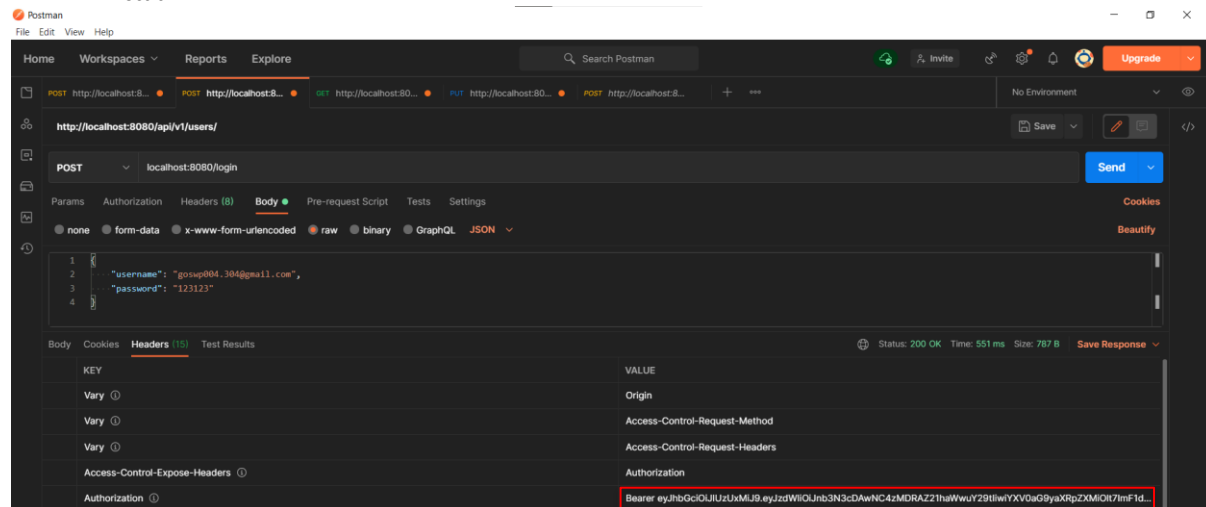 Postman
File Edit View Help
Home Workspaces Reports Explore Search Postman Invite Upgrade
POST http://localhost:8... POST http://localhost:8... GET http://localhost:80... PUT http://localhost:80... POST http://localhost:8... No Environment
http://localhost:8080/api/v1/users/ Save
POST localhost:8080/login Send
Params Authorization Headers (8) Body Pre-request Script Tests Settings Cookies
none form-data x-www-form-urlencoded raw binary GraphQL JSON Beautify
1 {
2 "username": "goswp004.304@gmail.com",
3 "password": "123123"
4 }
Body Cookies Headers (15) Test Results Status: 200 OK Time: 551 ms Size: 787 B Save Response
KEY VALUE
Vary Origin
Vary Access-Control-Request-Method
Vary Access-Control-Request-Headers
Access-Control-Expose-Headers Authorization
Authorization Bearer